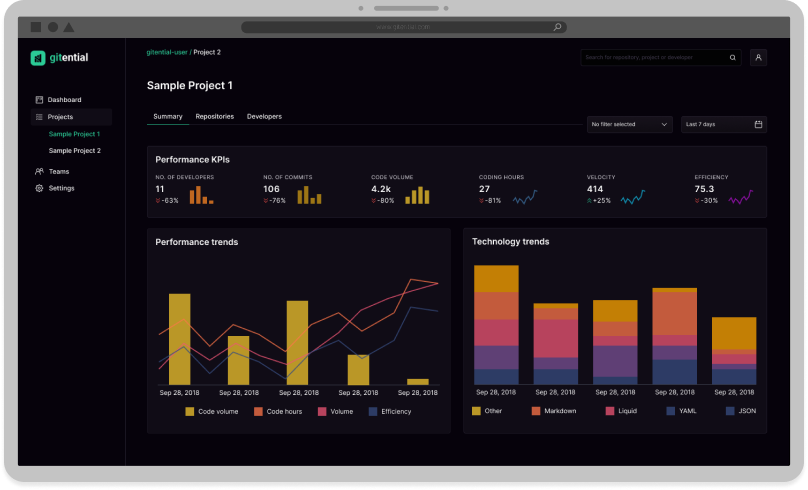 www.gitential.com
gitential
gitential-user / Project 2
Search for repository, project or developer
Sample Project 1
Dashboard
Projects
Sample Project 1
Sample Project 2
Teams
Settings
Summary Repositories Developers
No filter selected
Last 7 days
Performance KPIs
NO. OF DEVELOPERS
11
-63%
NO. OF COMMITS
106
-76%
CODE VOLUME
4.2k
-80%
CODING HOURS
27
-81%
VELOCITY
414
+25%
EFFICIENCY
75.3
-30%
Performance trends
Sep 28, 2018 Sep 28, 2018 Sep 28, 2018 Sep 28, 2018 Sep 28, 2018
Code volume Code hours Volume Efficiency
Technology trends
Sep 28, 2018 Sep 28, 2018 Sep 28, 2018 Sep 28, 2018 Sep 28, 2018
Other Markdown Liquid YAML JSON